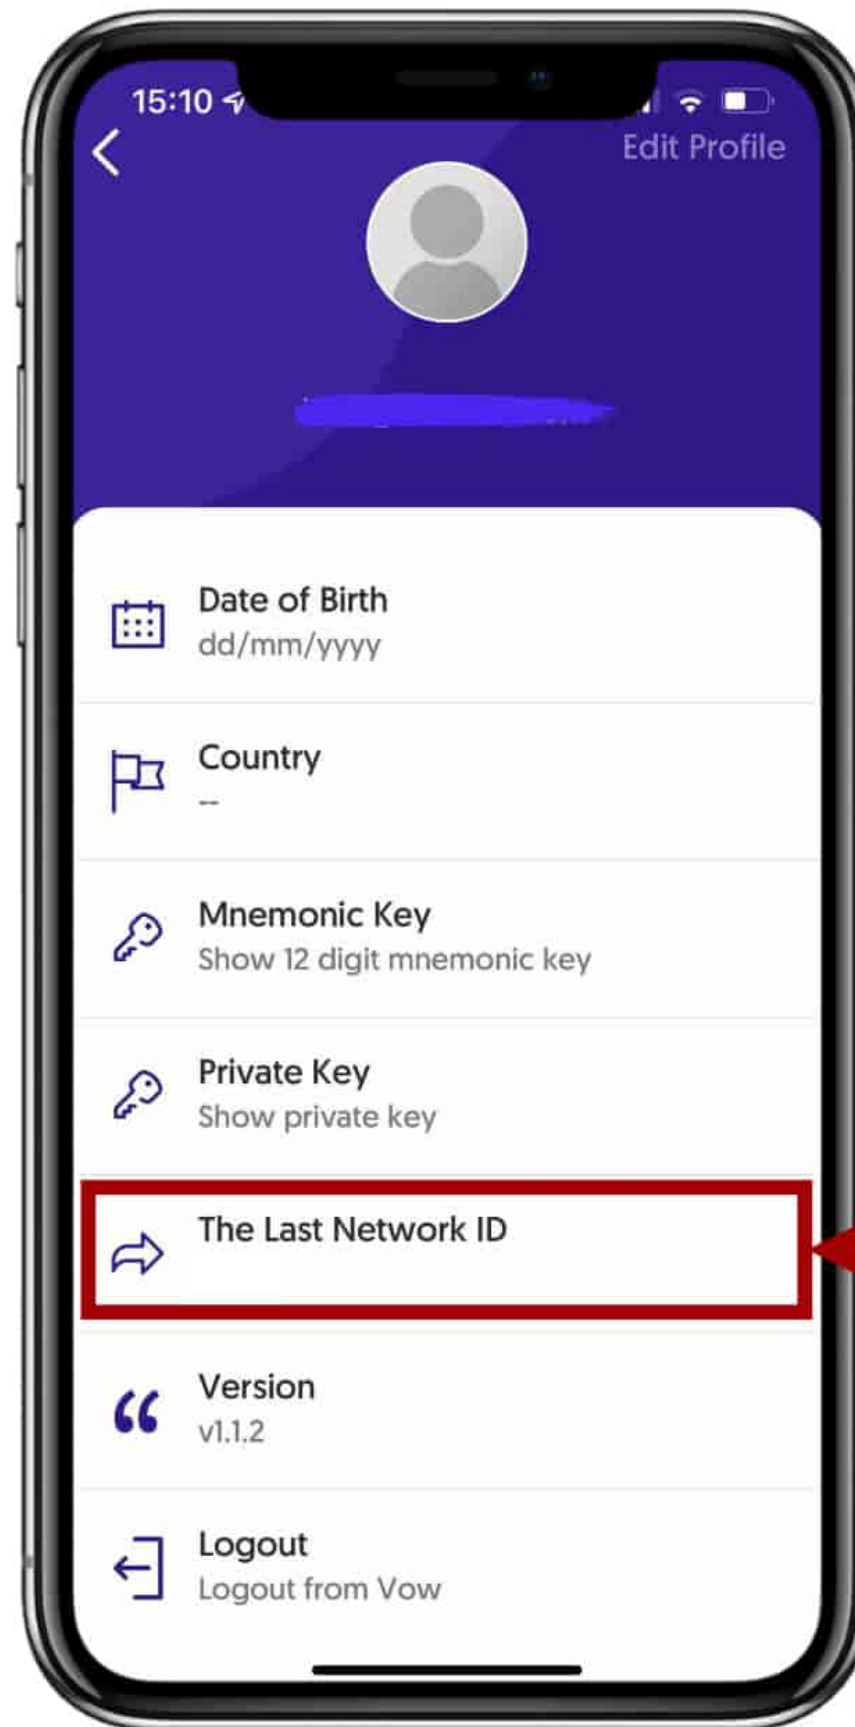 15:10
Edit Profile
Date of Birth
dd/mm/yyyy
Country
--
Mnemonic Key
Show 12 digit mnemonic key
Private Key
Show private key
The Last Network ID
Version
v1.1.2
Logout
Logout from Vow